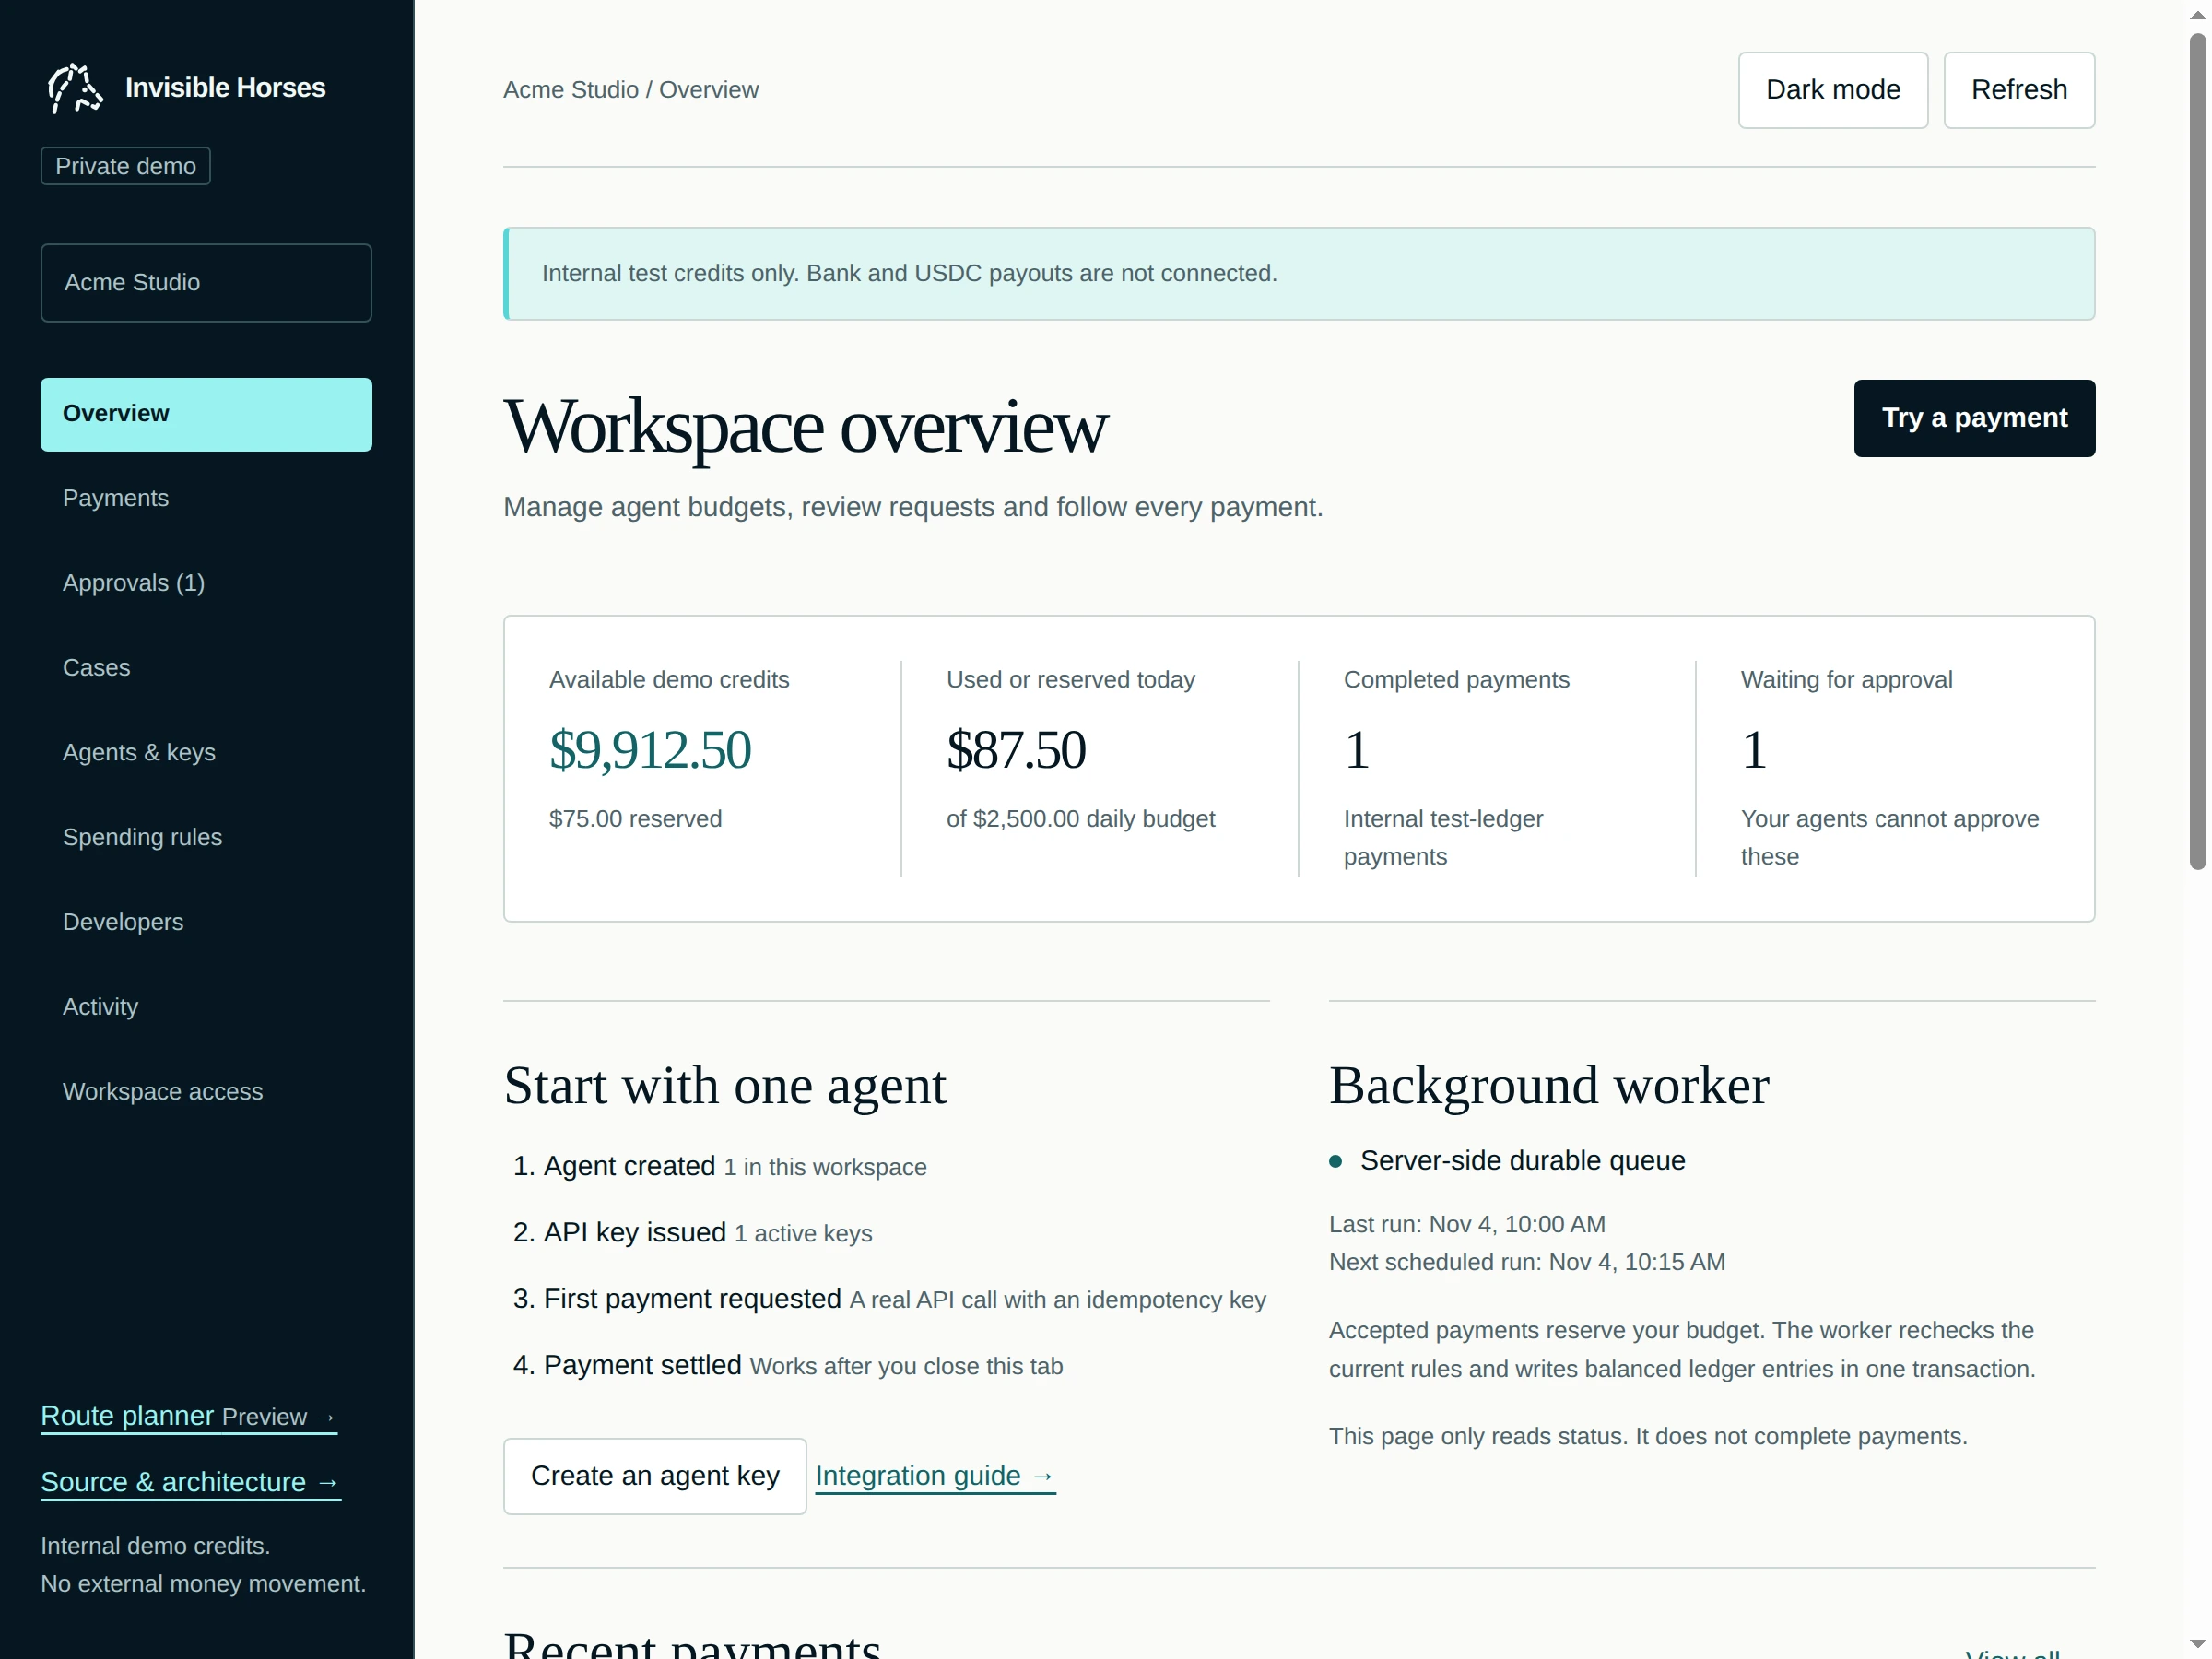 Invisible Horses
Private demo
Acme Studio
Overview
Payments
Approvals (1)
Cases
Agents & keys
Spending rules
Developers
Activity
Workspace access
Route planner Preview →
Source & architecture →
Internal demo credits.
No external money movement.
Acme Studio / Overview
Dark mode
Refresh
Internal test credits only. Bank and USDC payouts are not connected.
Workspace overview
Try a payment
Manage agent budgets, review requests and follow every payment.
Available demo credits
$9,912.50
$75.00 reserved
Used or reserved today
$87.50
of $2,500.00 daily budget
Completed payments
1
Internal test-ledger
payments
Waiting for approval
1
Your agents cannot approve
these
Start with one agent
1. Agent created 1 in this workspace
2. API key issued 1 active keys
3. First payment requested A real API call with an idempotency key
4. Payment settled Works after you close this tab
Create an agent key
Integration guide →
Background worker
Server-side durable queue
Last run: Nov 4, 10:00 AM
Next scheduled run: Nov 4, 10:15 AM
Accepted payments reserve your budget. The worker rechecks the
current rules and writes balanced ledger entries in one transaction.
This page only reads status. It does not complete payments.
Recent payments
View all